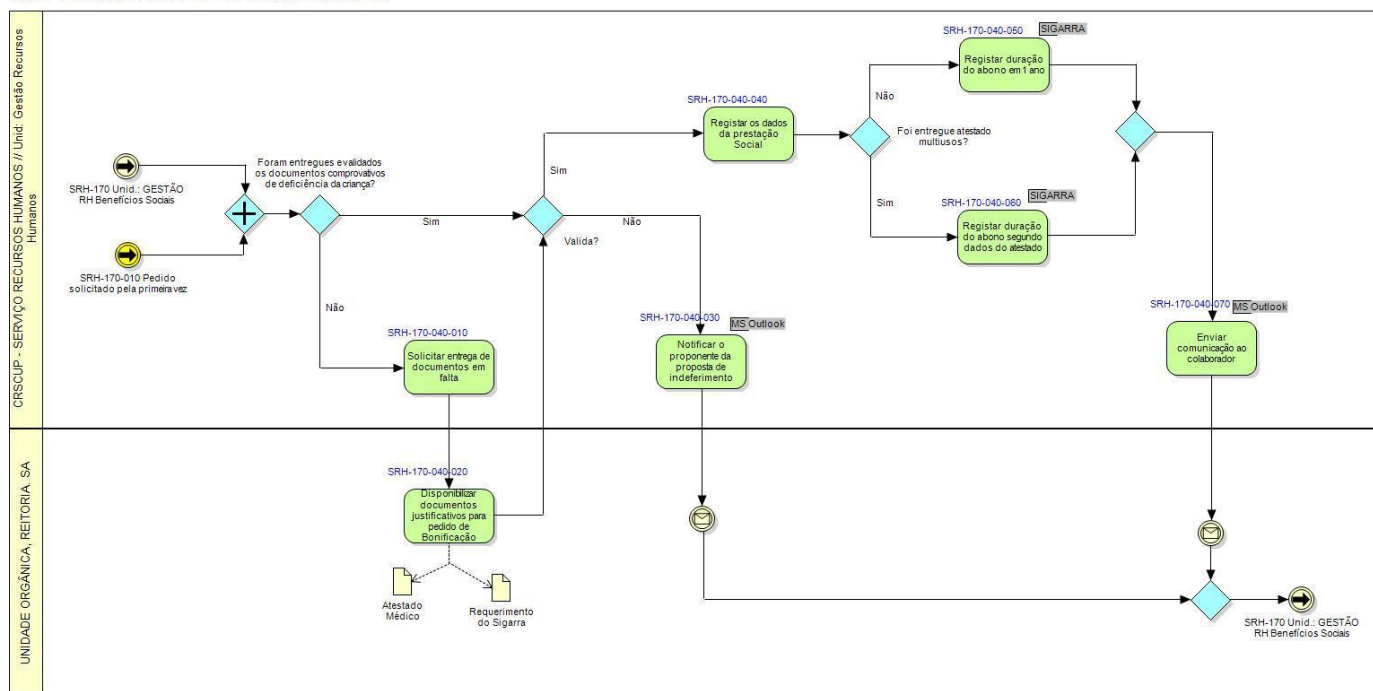 CRSCUP - SERVIÇO RECURSOS HUMANOS // Unid: Gestão Recursos
Humanos
SRH-170 Unid.: GESTÃO
RH Benefícios Sociais
SRH-170-010 Pedido
solicitado pela primeira vez
Foram entregues e validados
os documentos comprovativos
de deficiência da criança?
Sim
Não
SRH-170-040-010
Solicitar entrega de
documentos em
falta
Sim
Não
Valida?
SRH-170-040-030
MS Outlook
Notificar o
proponente da
proposta de
indeferimento
SRH-170-040-040
Registar os dados
da prestação
Social
Não
Foi entregue atestado
multiusos?
Sim
SRH-170-040-050
SIGARRA
Registar duração
do abono em 1 ano
SRH-170-040-060
SIGARRA
Registar duração
do abono segundo
dados do atestado
SRH-170-040-070
MS Outlook
Enviar
comunicação ao
colaborador
UNIDADE ORGÂNICA, REITORIA. SA
SRH-170-040-020
Disponibilizar
documentos
justificativos para
pedido de
Bonificação
Atestado
Médico
Requerimento
do Sigarra
SRH-170 Unid.: GESTÃO
RH Benefícios Sociais